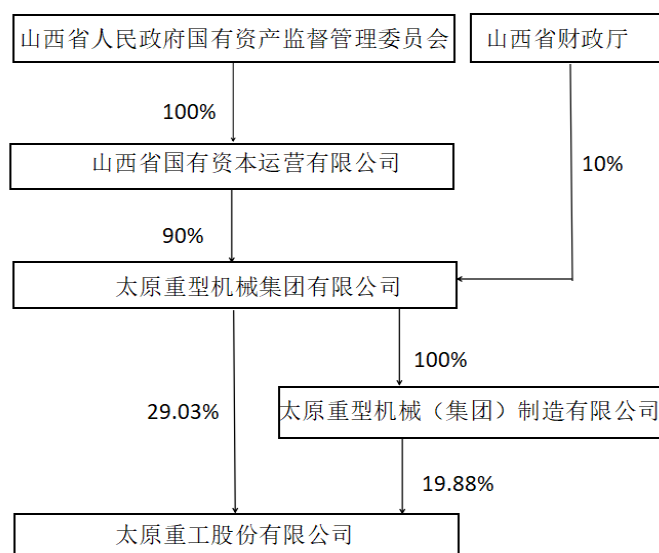 山西省人民政府国有资产监督管理委员会
山西省财政厅
100%
山西省国有资本运营有限公司
10%
90%
太原重型机械集团有限公司
100%
29.03%
太原重型机械（集团）制造有限公司
19.88%
太原重工股份有限公司